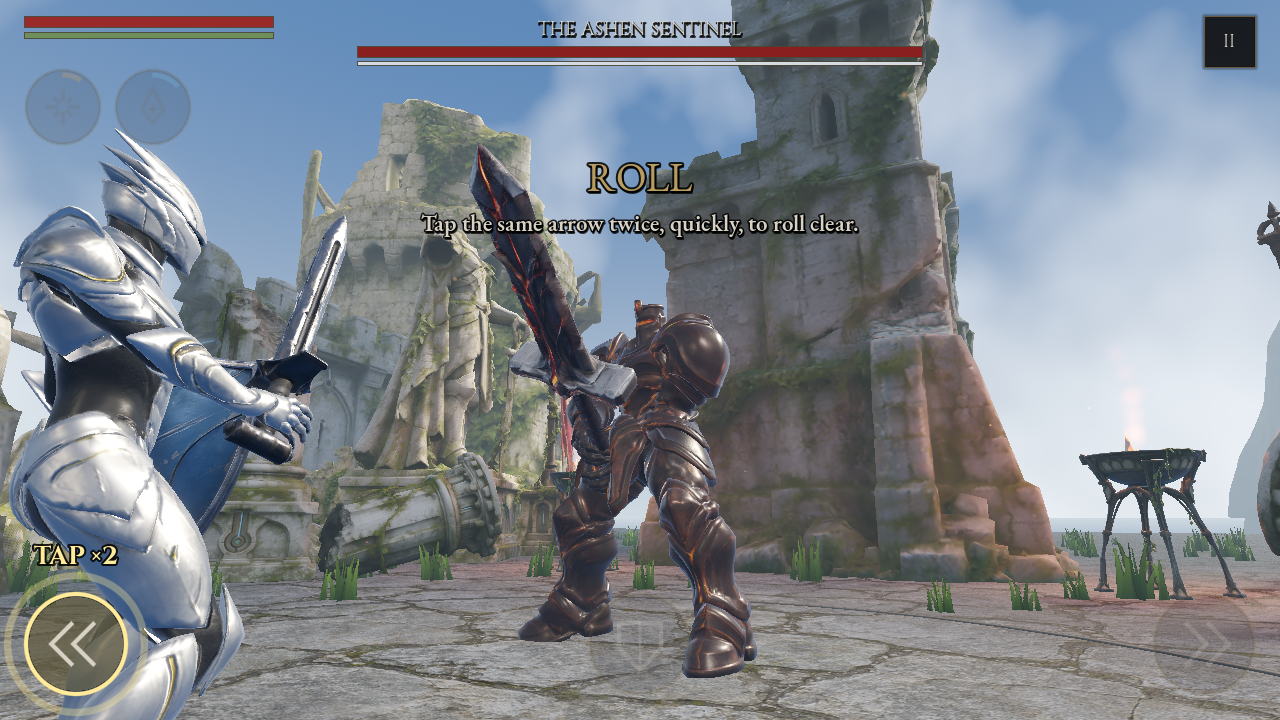 THE ASHEN SENTINEL
ROLL
Tap the same arrow twice, quickly, to roll clear.
TAP ×2